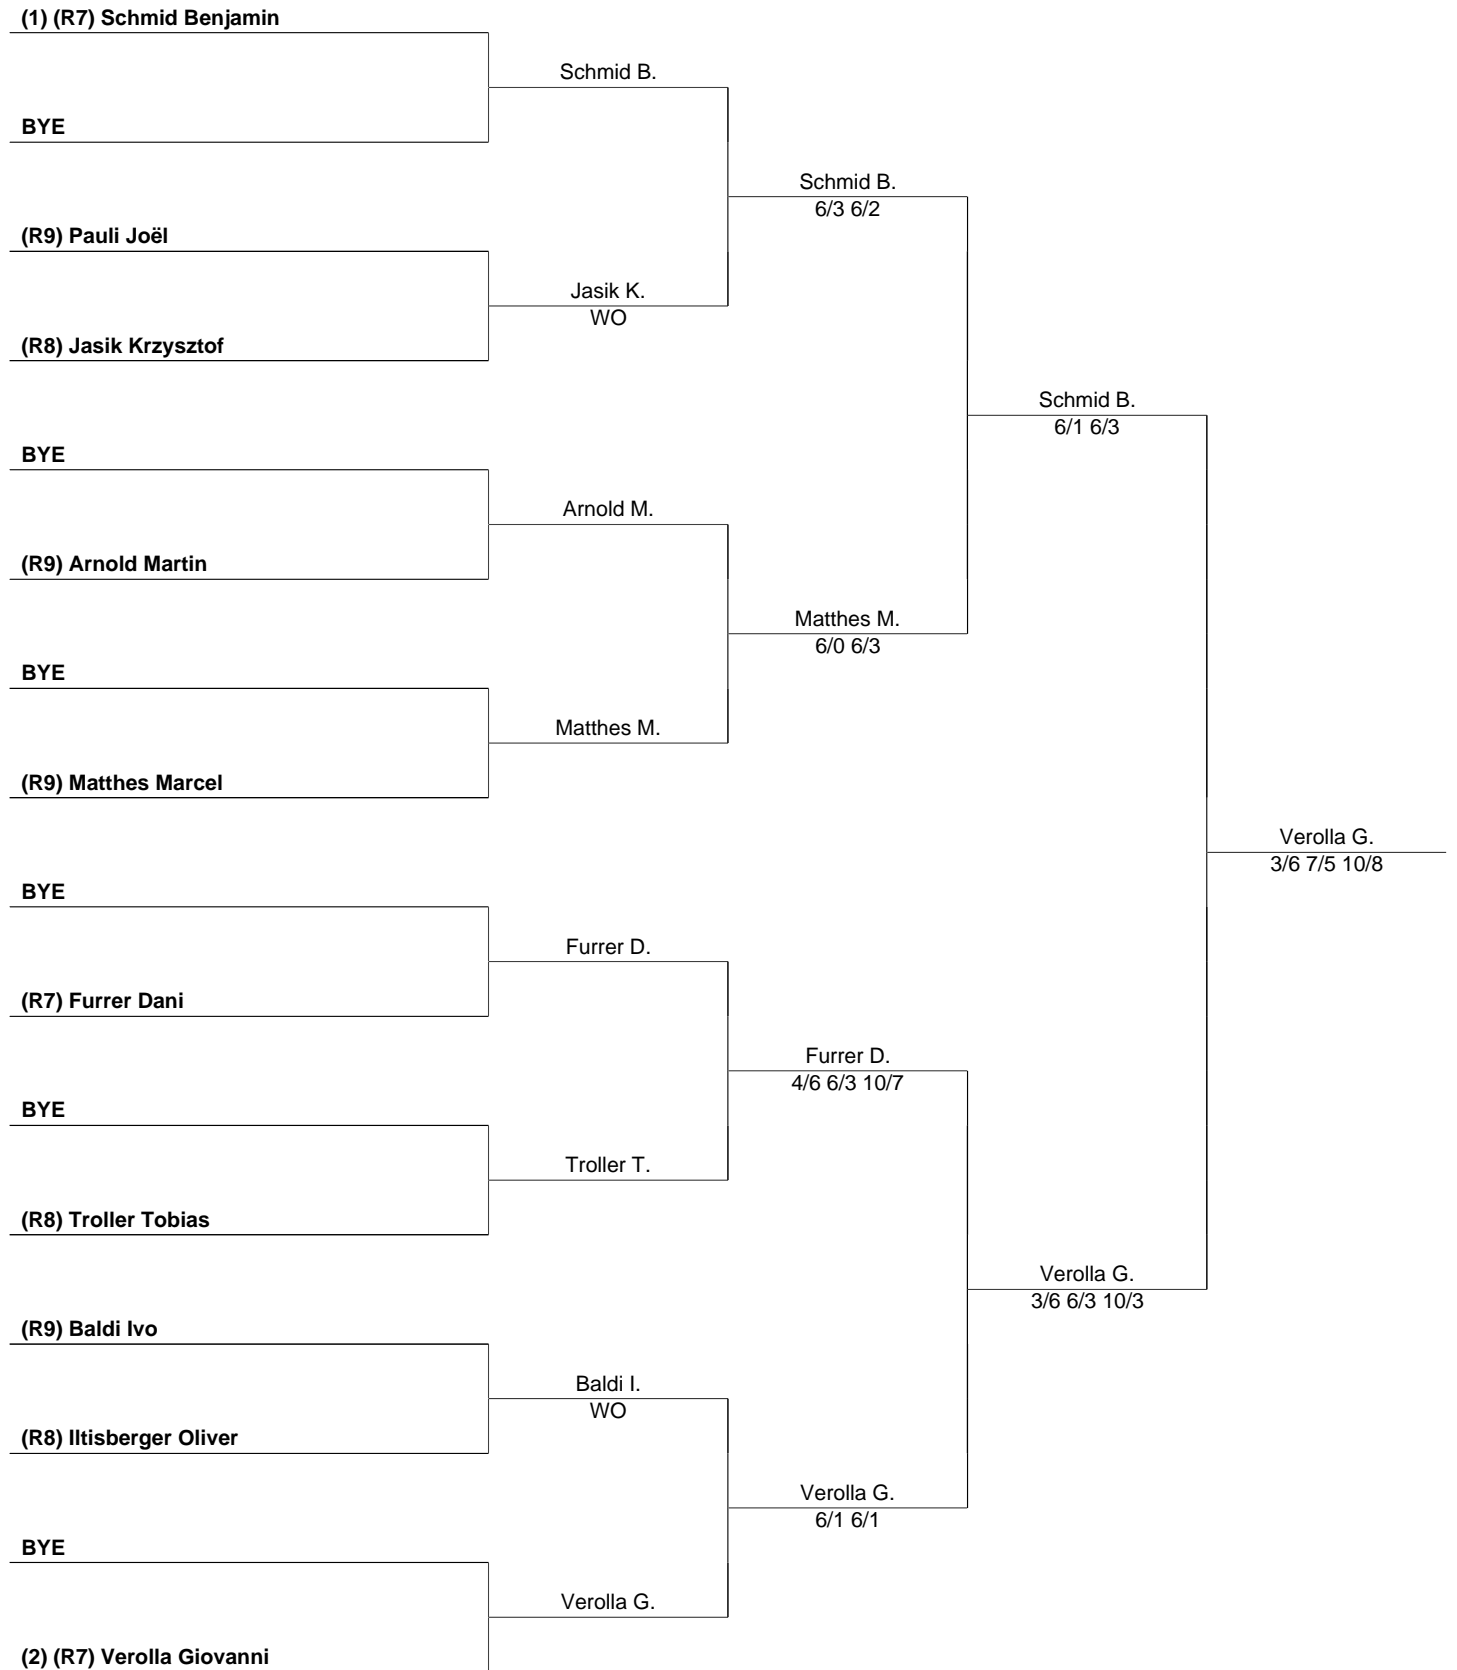 (1) (R7) Schmid Benjamin
Schmid B.
BYE
Schmid B.
6/3 6/2
(R9) Pauli Joël
Jasik K.
WO
(R8) Jasik Krzysztof
Schmid B.
6/1 6/3
BYE
Arnold M.
(R9) Arnold Martin
Matthes M.
6/0 6/3
BYE
Matthes M.
(R9) Matthes Marcel
Verolla G.
3/6 7/5 10/8
BYE
Furrer D.
(R7) Furrer Dani
Furrer D.
4/6 6/3 10/7
BYE
Troller T.
(R8) Troller Tobias
Verolla G.
3/6 6/3 10/3
(R9) Baldi Ivo
Baldi I.
WO
(R8) Iltisberger Oliver
Verolla G.
6/1 6/1
BYE
Verolla G.
(2) (R7) Verolla Giovanni